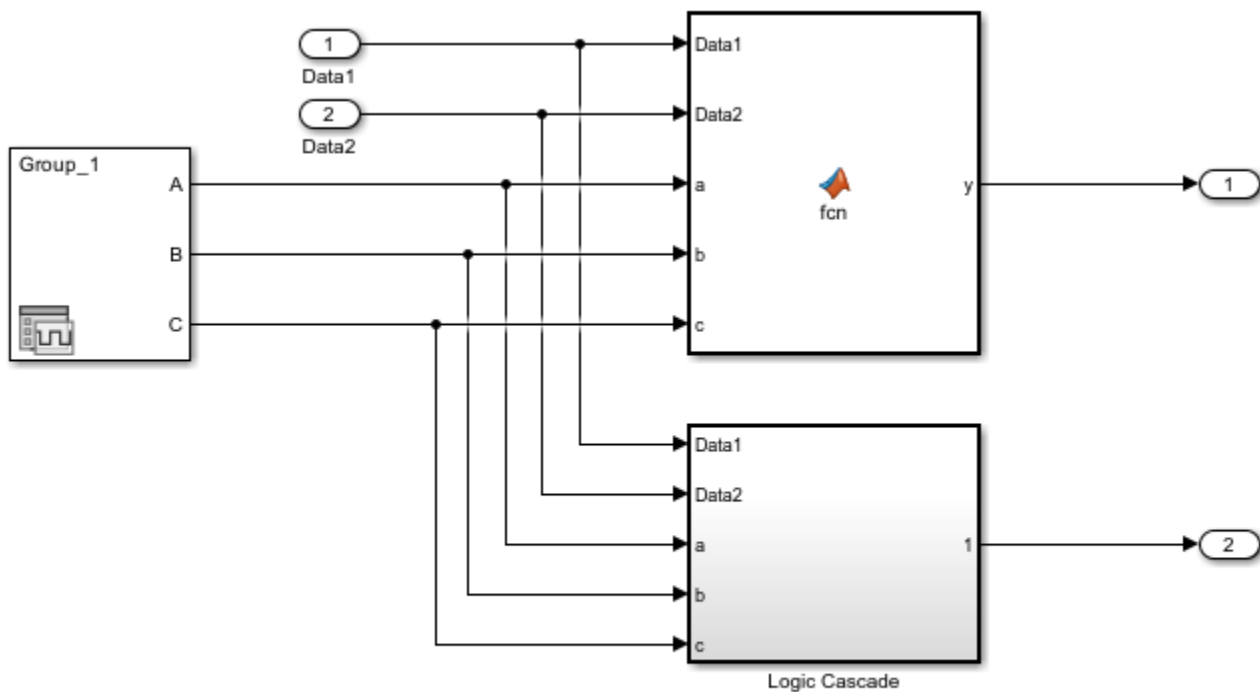 1
Data1
2
Data2
Group_1
A
B
C
Data1
Data2
a
b
c
fcn
y
1
Data1
Data2
a
b
c
1
2
Logic Cascade